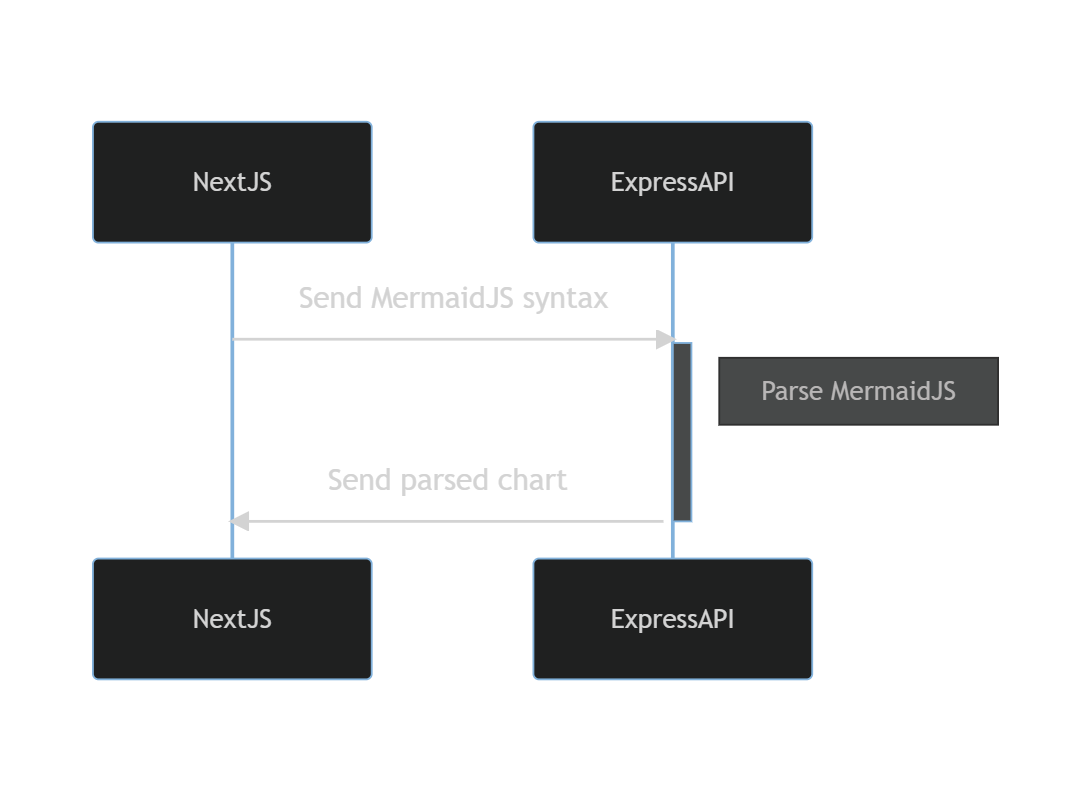 NextJS
ExpressAPI
Send MermaidJS syntax
Parse MermaidJS
Send parsed chart
NextJS
ExpressAPI